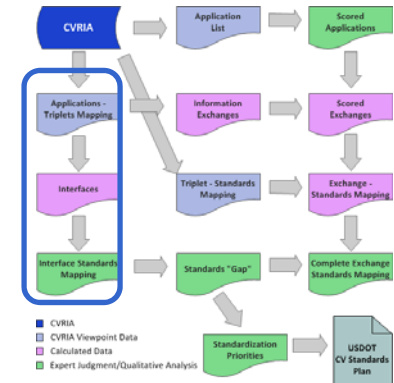 CVRIA
Application
List
Scored
Applications
Applications -
Triplets Mapping
Information
Exchanges
Scored
Exchanges
Interfaces
Triplet - Standards
Mapping
Exchange -
Standards Mapping
Interface Standards
Mapping
Standards "Gap"
Complete Exchange
Standards Mapping
CVRIA
CVRIA Viewpoint Data
Calculated Data
Expert Judgment/Qualitative Analysis
Standardization
Priorities
USDOT
CV Standards
Plan